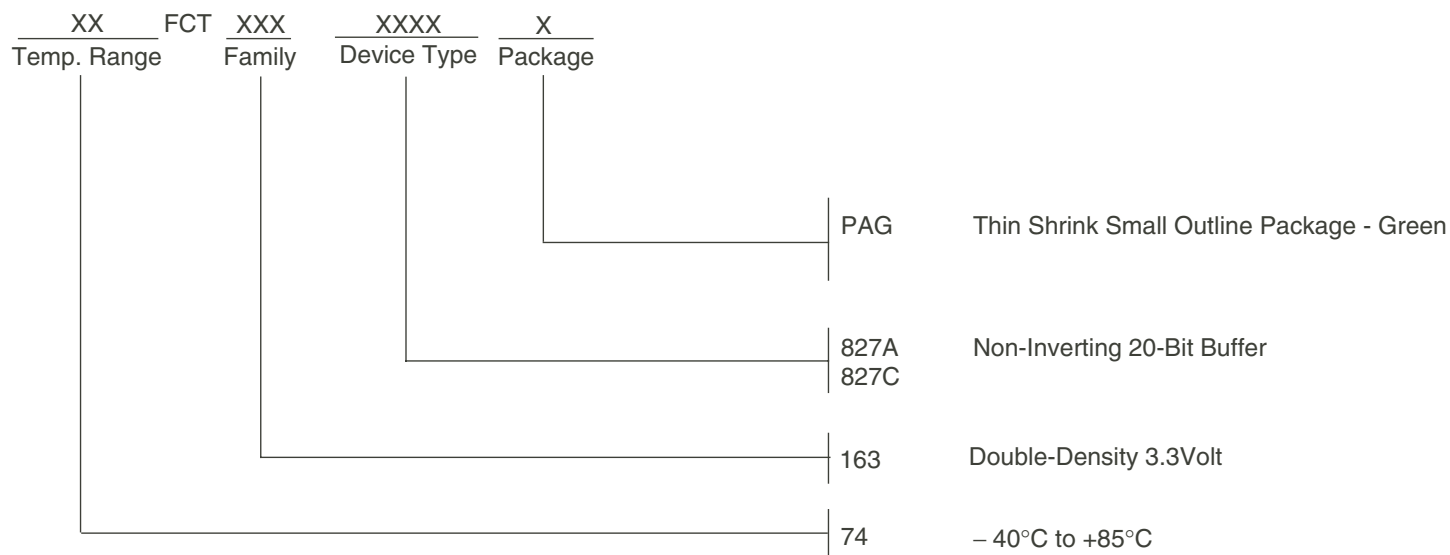 XX FCT XXX XXXX X
Temp. Range Family Device Type Package
PAG Thin Shrink Small Outline Package - Green
827A Non-Inverting 20-Bit Buffer
827C
163 Double-Density 3.3Volt
74 – 40°C to +85°C